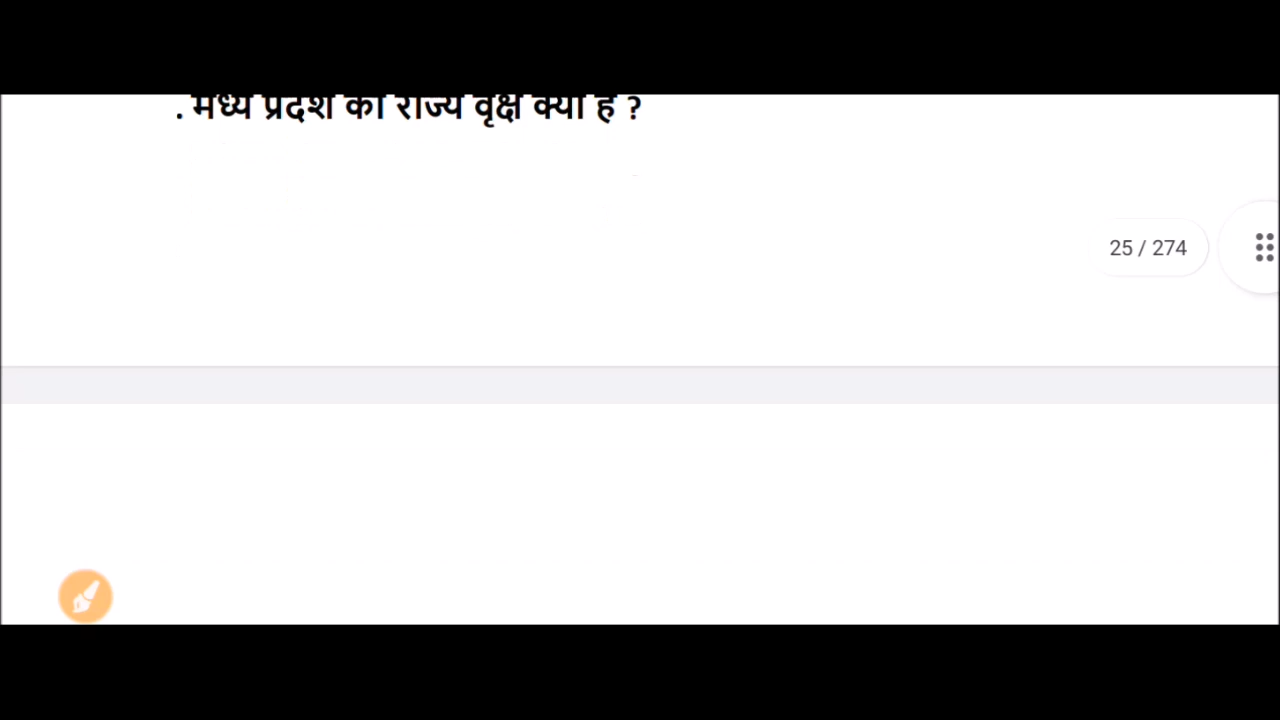 . मध्य प्रदेश का राज्य वृक्ष क्या है ?
25 / 274